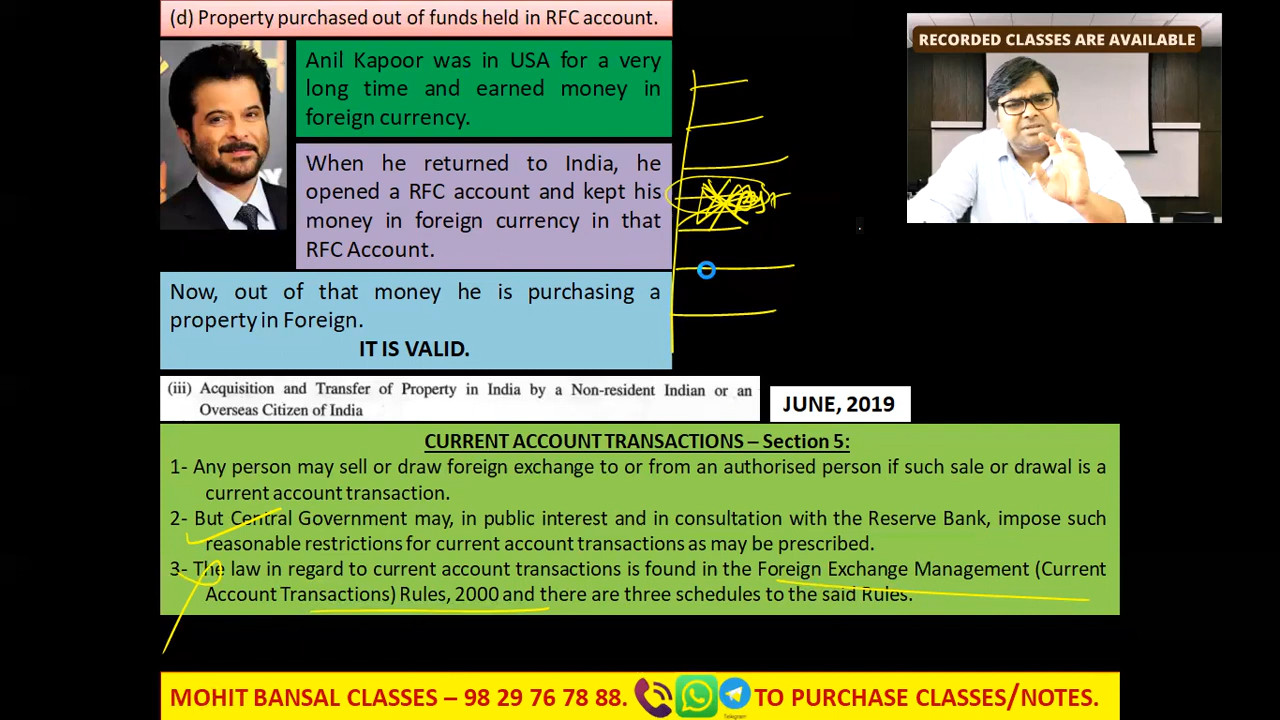 (d) Property purchased out of funds held in RFC account.
RECORDED CLASSES ARE AVAILABLE
Anil Kapoor was in USA for a very
long time and earned money in
foreign currency.
When he returned to India, he
opened a RFC account and kept his
money in foreign currency in that
RFC Account.
Now, out of that money he is purchasing a
property in Foreign.
IT IS VALID.
(iii) Acquisition and Transfer of Property in India by a Non-resident Indian or an
Overseas Citizen of India
JUNE, 2019
CURRENT ACCOUNT TRANSACTIONS – Section 5:
1- Any person may sell or draw foreign exchange to or from an authorised person if such sale or drawal is a
current account transaction.
2- But Central Government may, in public interest and in consultation with the Reserve Bank, impose such
reasonable restrictions for current account transactions as may be prescribed.
3- The law in regard to current account transactions is found in the Foreign Exchange Management (Current
Account Transactions) Rules, 2000 and there are three schedules to the said Rules.
MOHIT BANSAL CLASSES – 98 29 76 78 88. TO PURCHASE CLASSES/NOTES.
Telegram